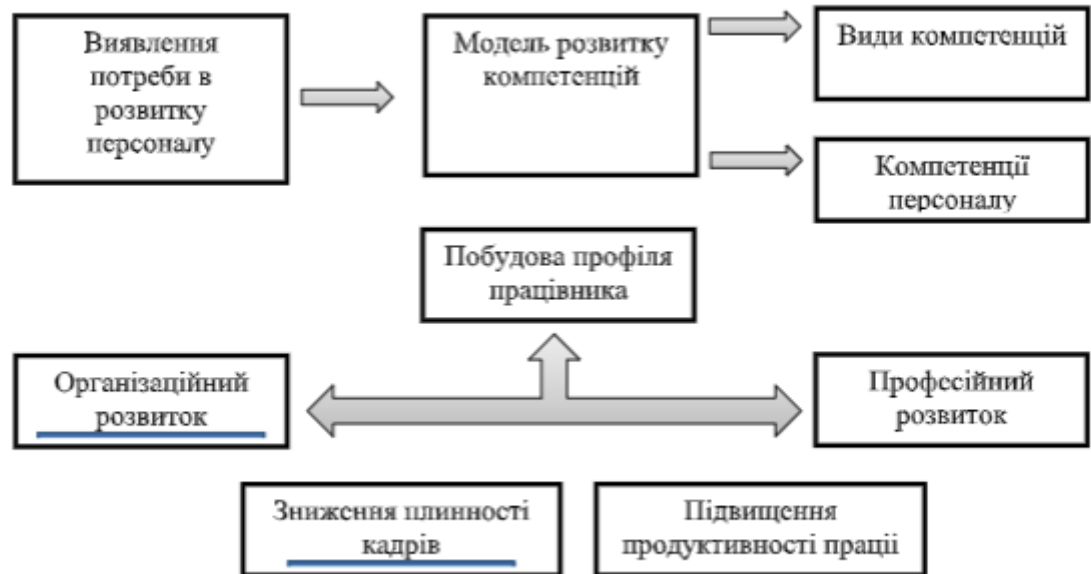 Виявлення
потреби в
розвитку
персоналу
Модель розвитку
компетенцій
Види компетенцій
Компетенції
персоналу
Побудова профіля
працівника
Організаційний
розвиток
Професійний
розвиток
Зниження плинності
кадрів
Підвищення
продуктивності праціі